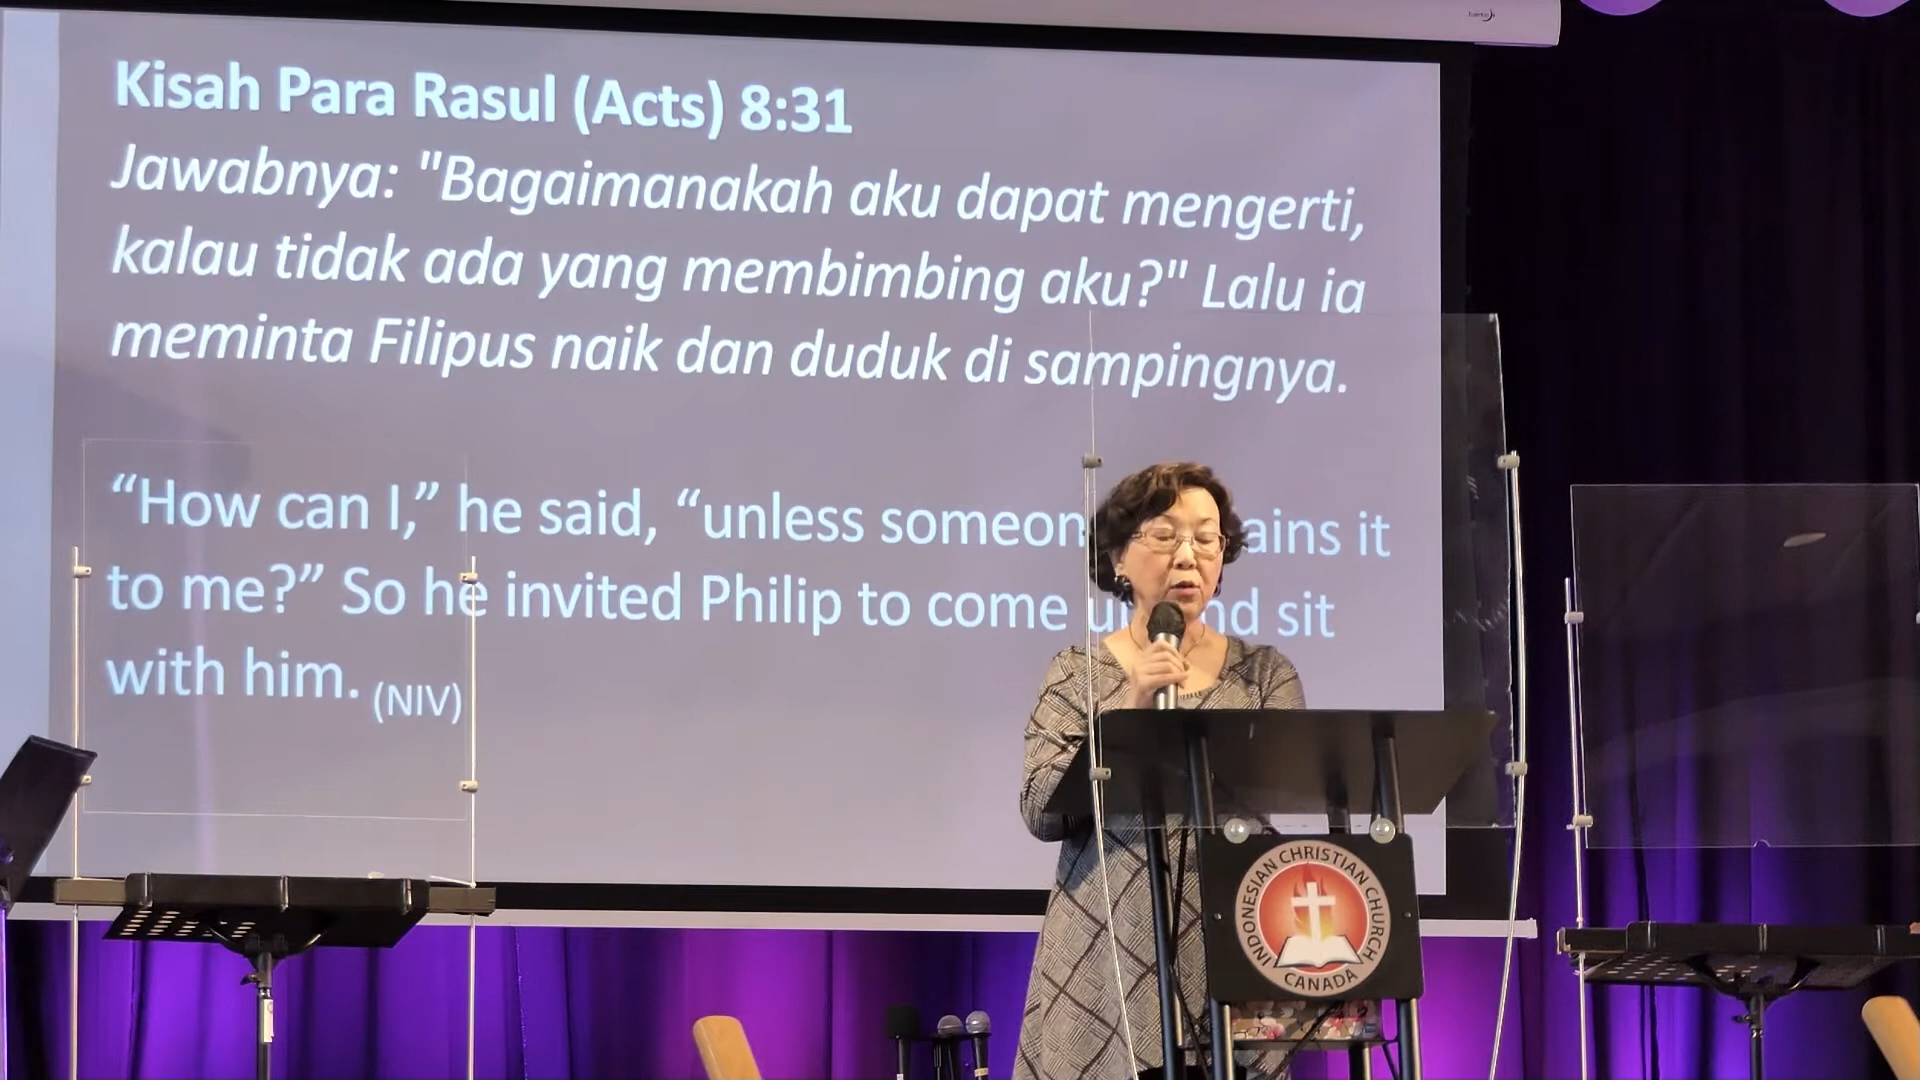 Kisah Para Rasul (Acts) 8:31
Jawabnya: "Bagaimanakah aku dapat mengerti,
kalau tidak ada yang membimbing aku?" Lalu ia
meminta Filipus naik dan duduk di sampingnya.
“How can I,” he said, “unless someon ains it
to me?” So he invited Philip to come u nd sit
with him. (NIV)
INDONESIAN CHRISTIAN CHURCH
CANADA